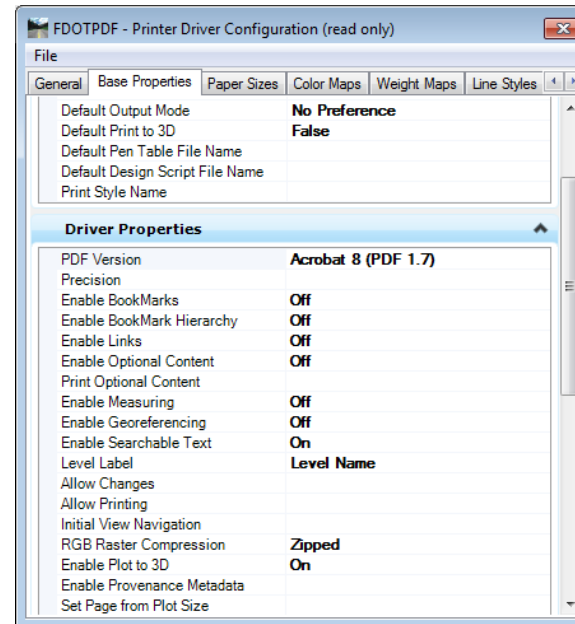 FDOTPDF - Printer Driver Configuration (read only)
File
General Base Properties Paper Sizes Color Maps Weight Maps Line Styles
Default Output Mode No Preference
Default Print to 3D False
Default Pen Table File Name
Default Design Script File Name
Print Style Name
Driver Properties
PDF Version Acrobat 8 (PDF 1.7)
Precision
Enable BookMarks Off
Enable BookMark Hierarchy Off
Enable Links Off
Enable Optional Content Off
Print Optional Content
Enable Measuring Off
Enable Georeferencing Off
Enable Searchable Text On
Level Label Level Name
Allow Changes
Allow Printing
Initial View Navigation
RGB Raster Compression Zipped
Enable Plot to 3D On
Enable Provenance Metadata
Set Page from Plot Size